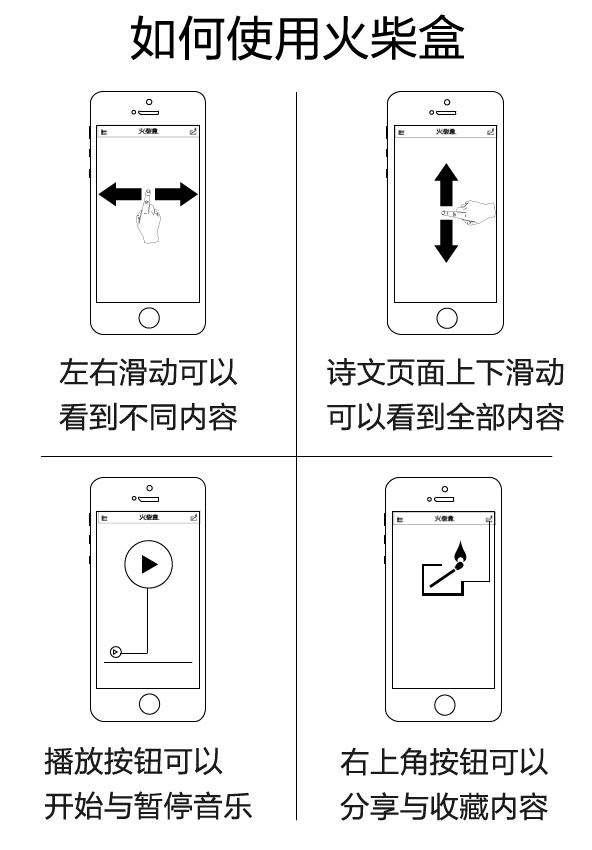 如何使用火柴盒
火柴盒
火柴盒
左右滑动可以
看到不同内容
诗文页面上下滑动
可以看到全部内容
火柴盒
火柴盒
播放按钮可以
开始与暂停音乐
右上角按钮可以
分享与收藏内容